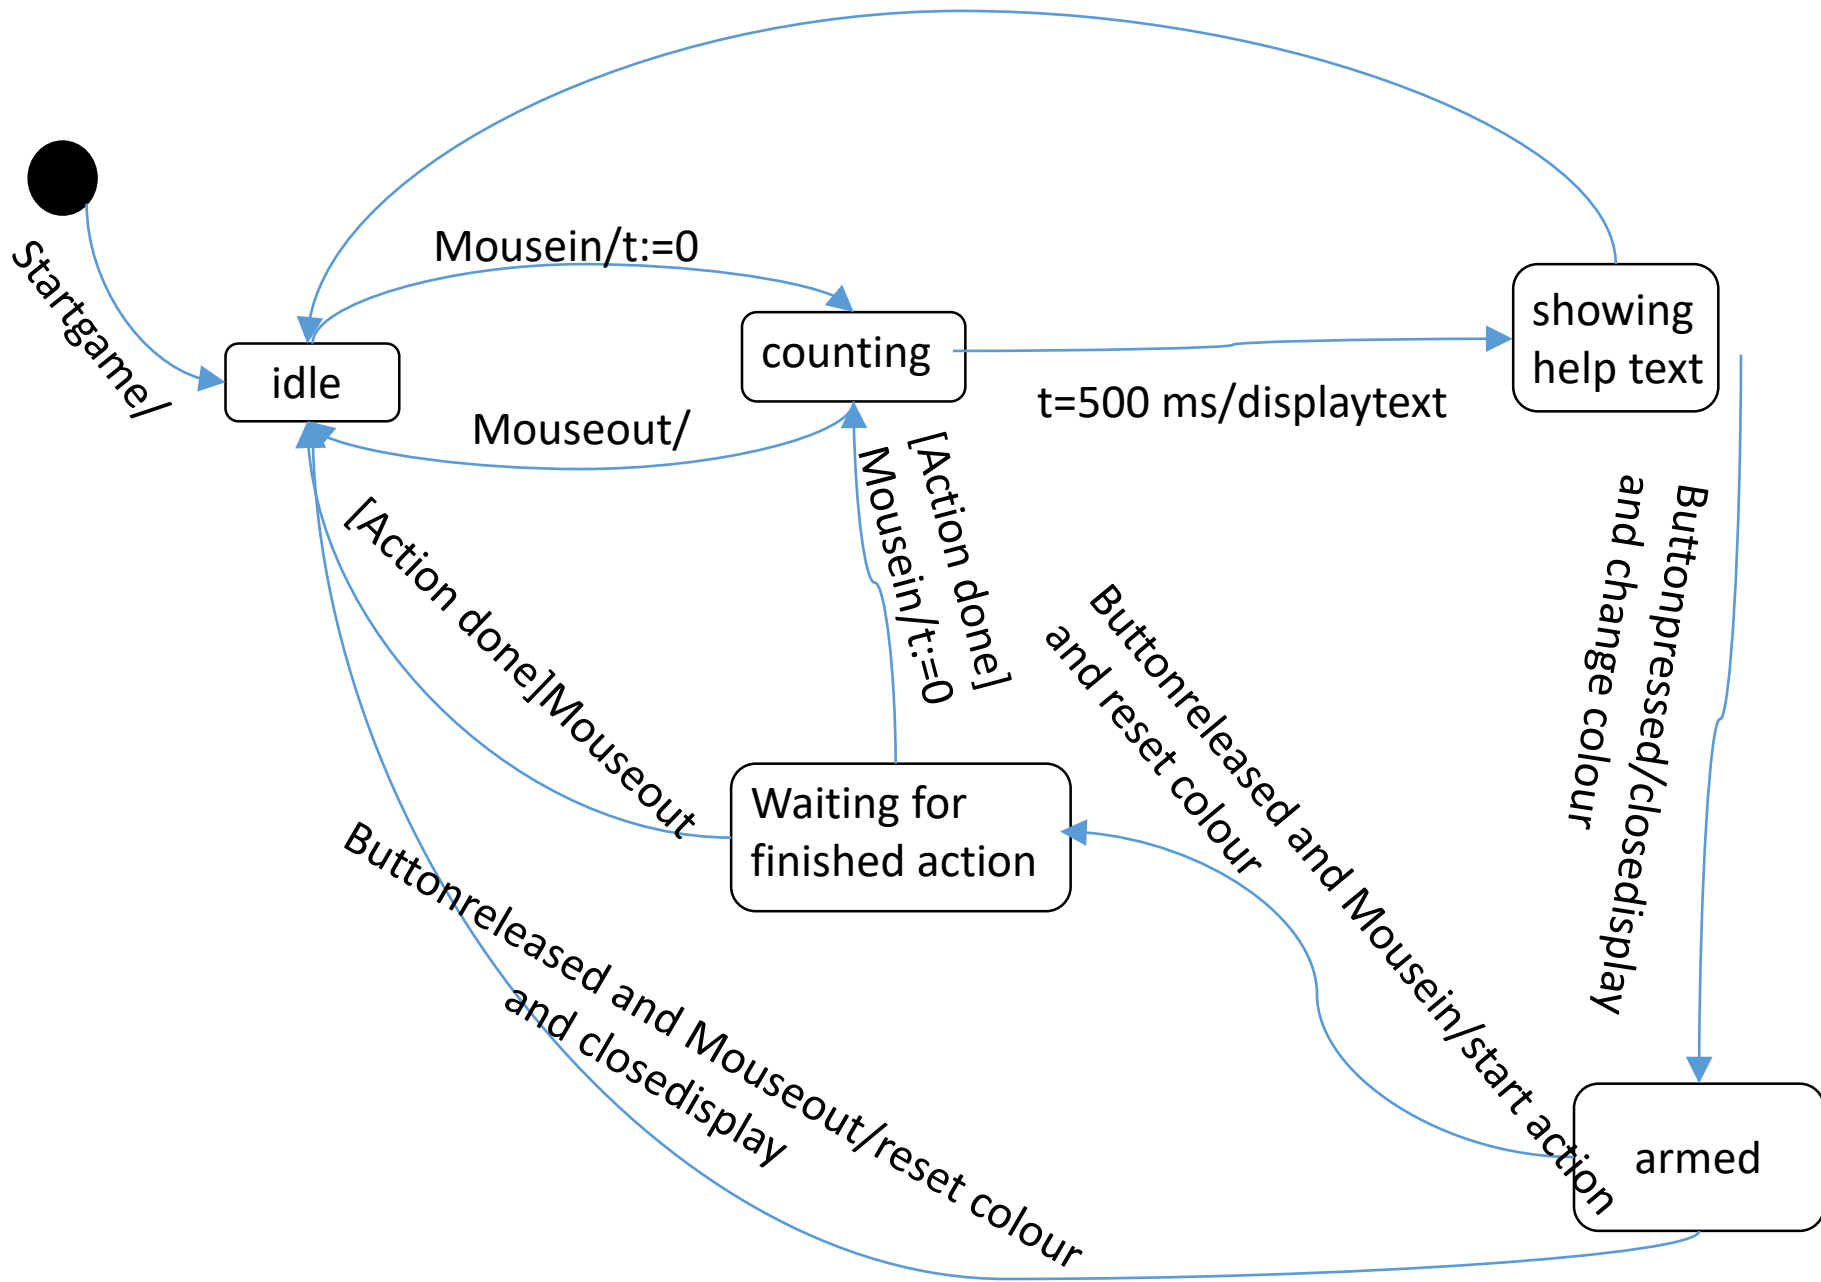 Startgame/
Mousein/t:=0
idle
counting
showing
help text
Mouseout/
t=500 ms/displaytext
[Action done]
Mousein/t:=0
[Action done]Mouseout
Buttonpressed/closedisplay
and change colour
Buttonreleased and Mousein/start action
and reset colour
Waiting for
finished action
Buttonreleased and Mouseout/reset colour
and closedisplay
armed